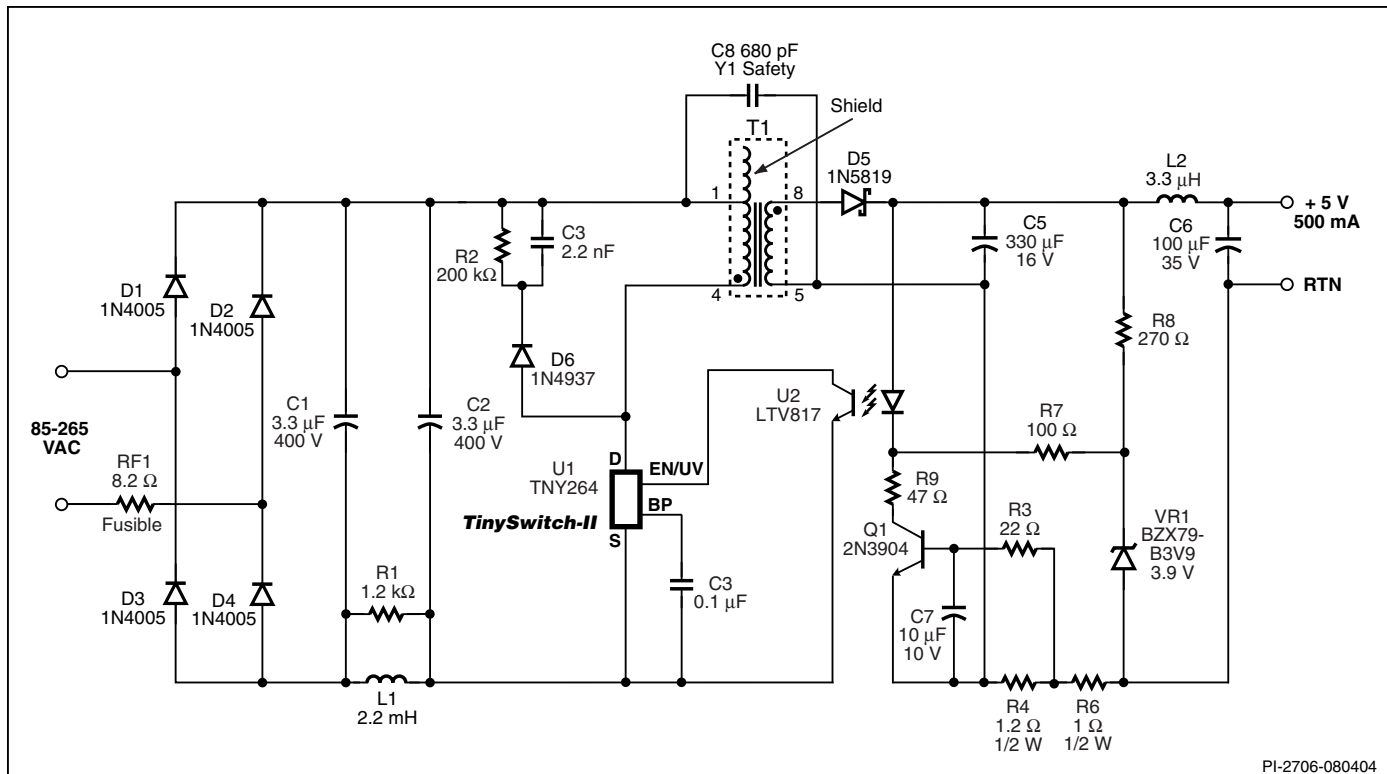 C8 680 pF
Y1 Safety
Shield
T1
D5
1N5819
L2
3.3 µH
+ 5 V
500 mA
1
8
C5
330 µF
16 V
C6
100 µF
35 V
RTN
R2
200 kΩ
C3
2.2 nF
4
5
D1
1N4005
D2
1N4005
R8
270 Ω
D6
1N4937
U2
LTV817
85-265
VAC
C1
3.3 µF
400 V
C2
3.3 µF
400 V
R7
100 Ω
RF1
8.2 Ω
Fusible
D
U1
TNY264
EN/UV
BP
TinySwitch-II
S
R9
47 Ω
Q1
2N3904
R3
22 Ω
VR1
BZX79-
B3V9
3.9 V
D3
1N4005
D4
1N4005
R1
1.2 kΩ
C3
0.1 µF
C7
10 µF
10 V
L1
2.2 mH
R4
1.2 Ω
1/2 W
R6
1 Ω
1/2 W
PI-2706-080404